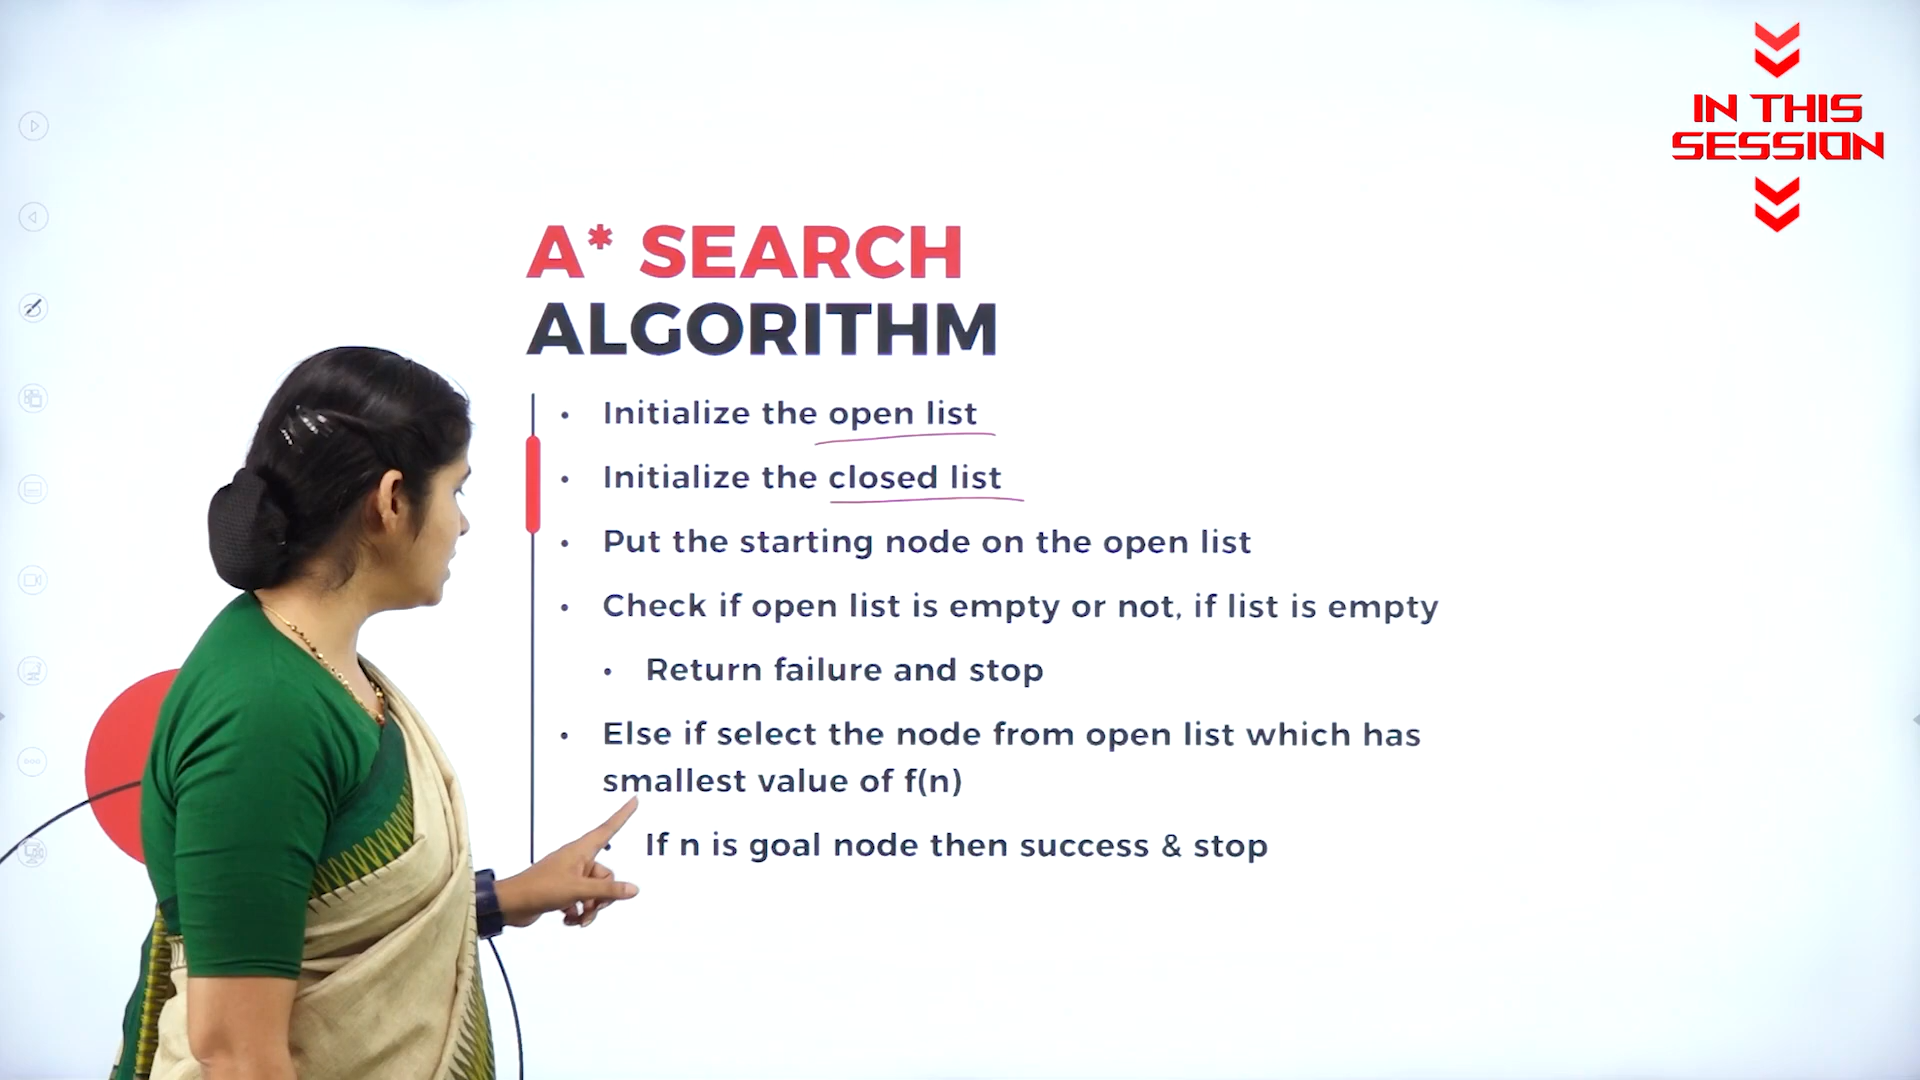 IN THIS
SESSION
A* SEARCH
ALGORITHM
• Initialize the open list
• Initialize the closed list
• Put the starting node on the open list
• Check if open list is empty or not, if list is empty
• Return failure and stop
• Else if select the node from open list which has
smallest value of f(n)
• If n is goal node then success & stop